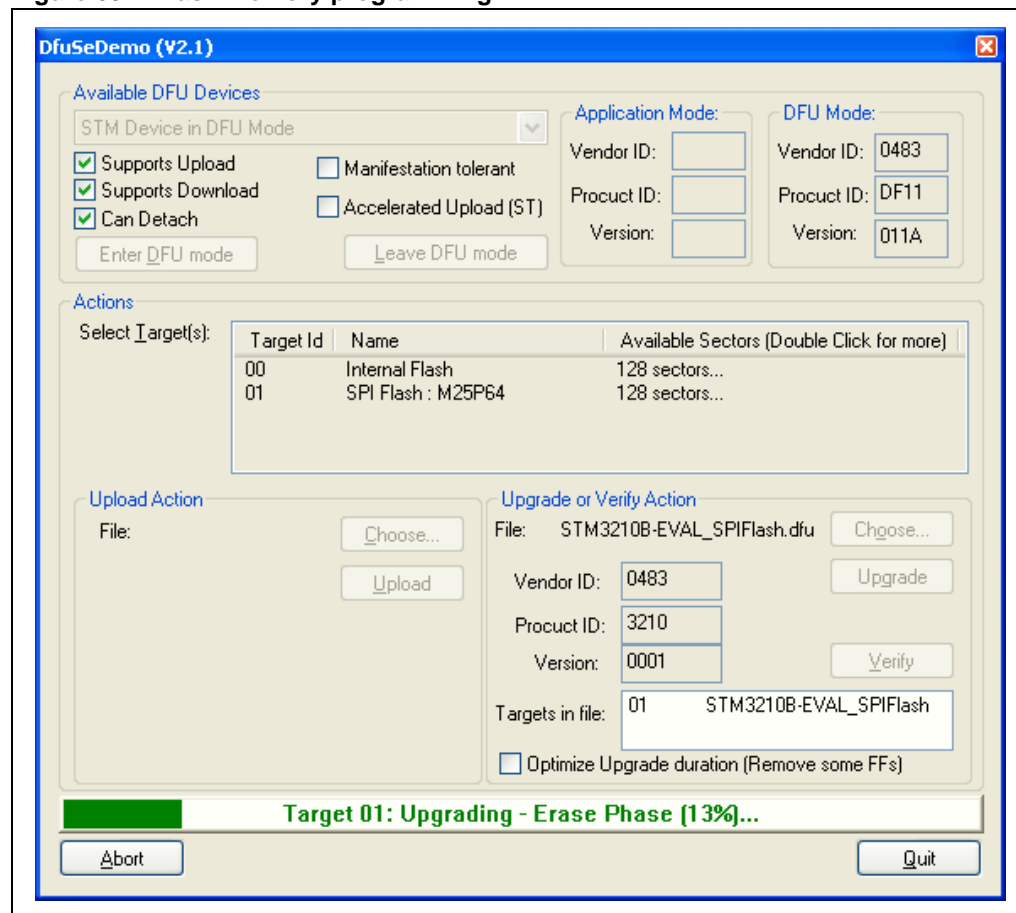 DfuSeDemo (V2.1)
Available DFU Devices
STM Device in DFU Mode
Supports Upload
Supports Download
Can Detach
Manifestation tolerant
Accelerated Upload (ST)
Enter DFU mode
Leave DFU mode
Application Mode:
Vendor ID:
Procuct ID:
Version:
DFU Mode:
Vendor ID: 0483
Procuct ID: DF11
Version: 011A
Actions
Select Target(s):
Target Id Name Available Sectors (Double Click for more)
00 Internal Flash 128 sectors...
01 SPI Flash : M25P64 128 sectors...
Upload Action
File: Choose...
Upload
Upgrade or Verify Action
File: STM3210B-EVAL_SPIFlash.dfu Choose...
Vendor ID: 0483 Upgrade
Procuct ID: 3210
Version: 0001 Verify
Targets in file: 01 STM3210B-EVAL_SPIFlash
Optimize Upgrade duration (Remove some FFs)
Target 01: Upgrading - Erase Phase (13%)...
Abort Quit